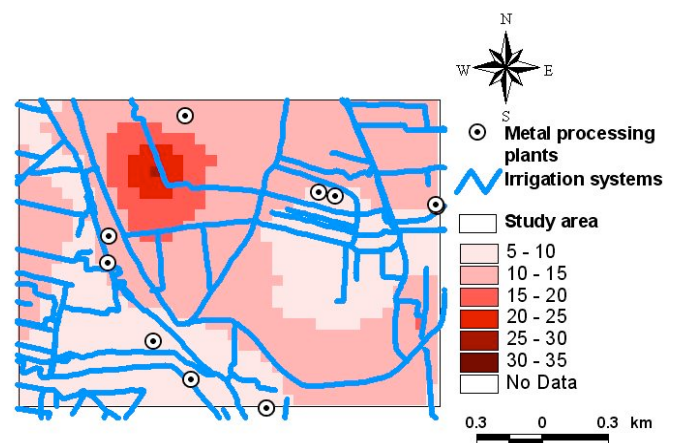 N
W E
S
Metal processing
plants
Irrigation systems
Study area
5 - 10
10 - 15
15 - 20
20 - 25
25 - 30
30 - 35
No Data
0.3 0 0.3 km